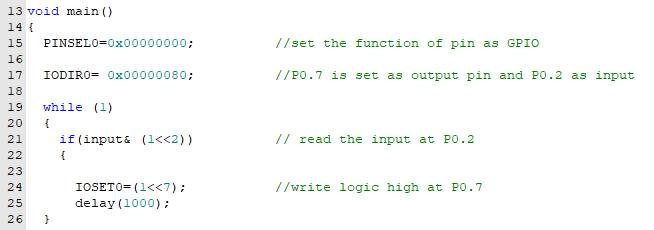 13 void main()
14 {
15   PINSEL0=0x00000000;          //set the function of pin as GPIO
16
17   IODIR0= 0x00000080;          //P0.7 is set as output pin and P0.2 as input
18
19   while (1)
20   {
21     if(input& (1<<2))          // read the input at P0.2
22     {
23
24       IOSET0=(1<<7);           //write logic high at P0.7
25       delay(1000);
26   }